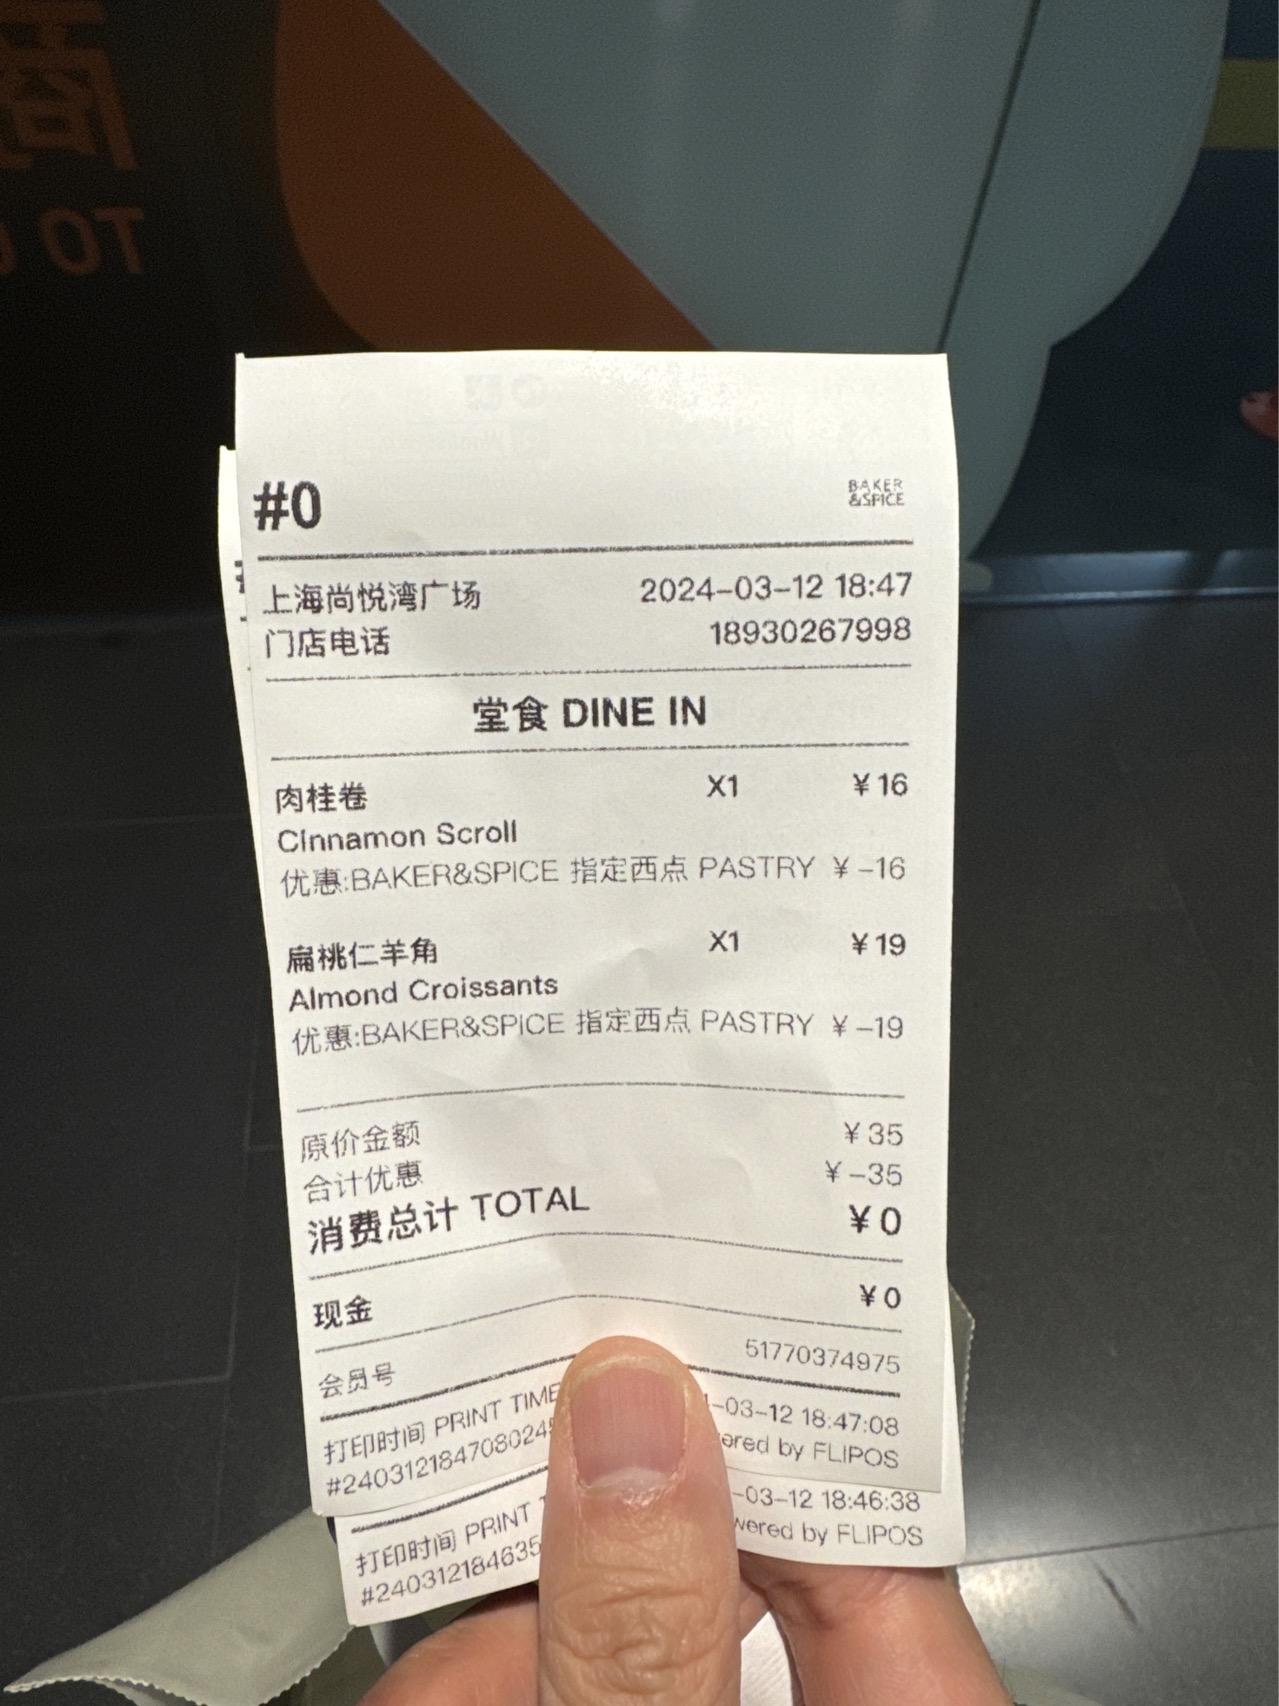 商
TO
#0
BAKER
&SPICE
上海尚悦湾广场 2024-03-12 18:47
门店电话 18930267998
堂食 DINE IN
肉桂卷 X1 ¥16
Cinnamon Scroll
优惠:BAKER&SPICE 指定西点 PASTRY ¥-16
扁桃仁羊角 X1 ¥19
Almond Croissants
优惠:BAKER&SPICE 指定西点 PASTRY ¥-19
原价金额 ¥35
合计优惠 ¥-35
消费总计 TOTAL ¥0
现金 ¥0
会员号 51770374975
打印时间 PRINT TIME -03-12 18:47:08
#24031218470802 ered by FLIPOS
打印时间 PRINT -03-12 18:46:38
#240312184635 wered by FLIPOS